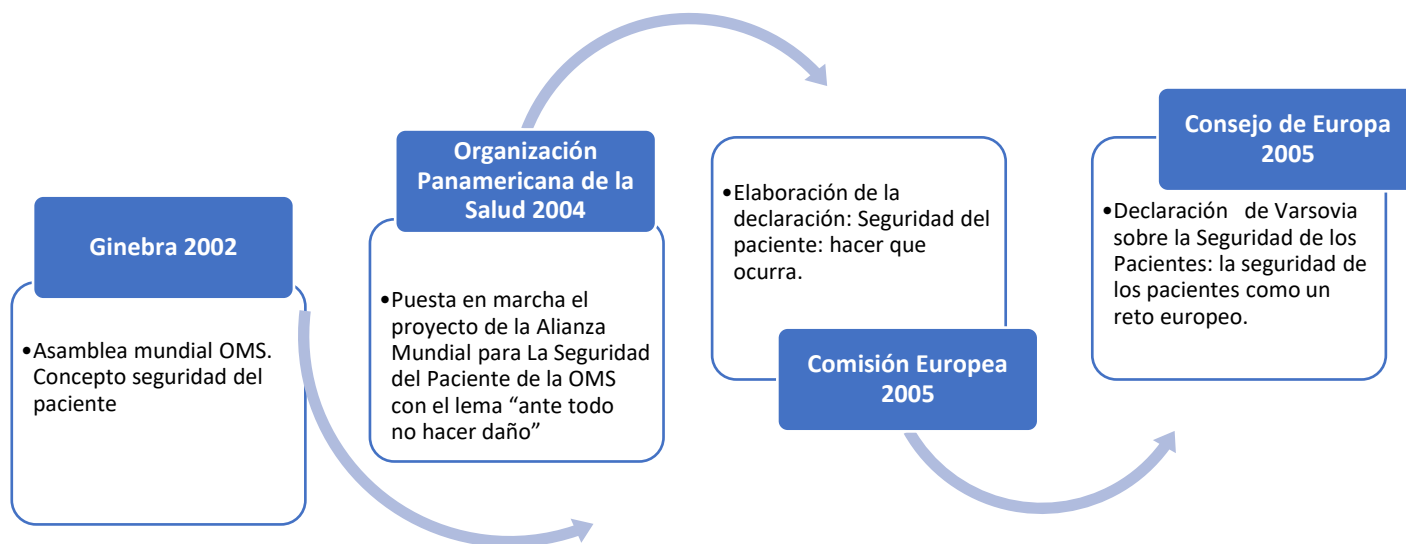 Ginebra 2002
•Asamblea mundial OMS.
Concepto seguridad del
paciente
Organización
Panamericana de la
Salud 2004
•Puesta en marcha el
proyecto de la Alianza
Mundial para La Seguridad
del Paciente de la OMS
con el lema “ante todo
no hacer daño”
•Elaboración de la
declaración: Seguridad del
paciente: hacer que
ocurra.
Comisión Europea
2005
Consejo de Europa
2005
•Declaración de Varsovia
sobre la Seguridad de los
Pacientes: la seguridad de
los pacientes como un
reto europeo.